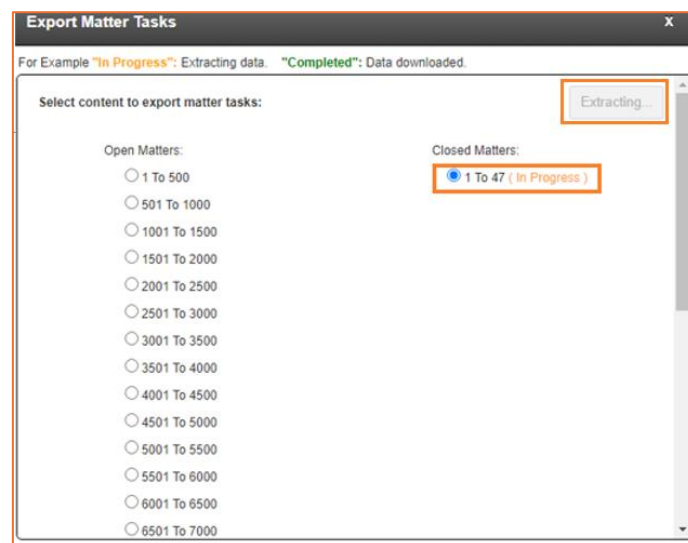 Export Matter Tasks X
For Example "In Progress": Extracting data. "Completed": Data downloaded.
Select content to export matter tasks: Extracting...
Open Matters: Closed Matters:
1 To 500 1 To 47 ( In Progress )
501 To 1000
1001 To 1500
1501 To 2000
2001 To 2500
2501 To 3000
3001 To 3500
3501 To 4000
4001 To 4500
4501 To 5000
5001 To 5500
5501 To 6000
6001 To 6500
6501 To 7000